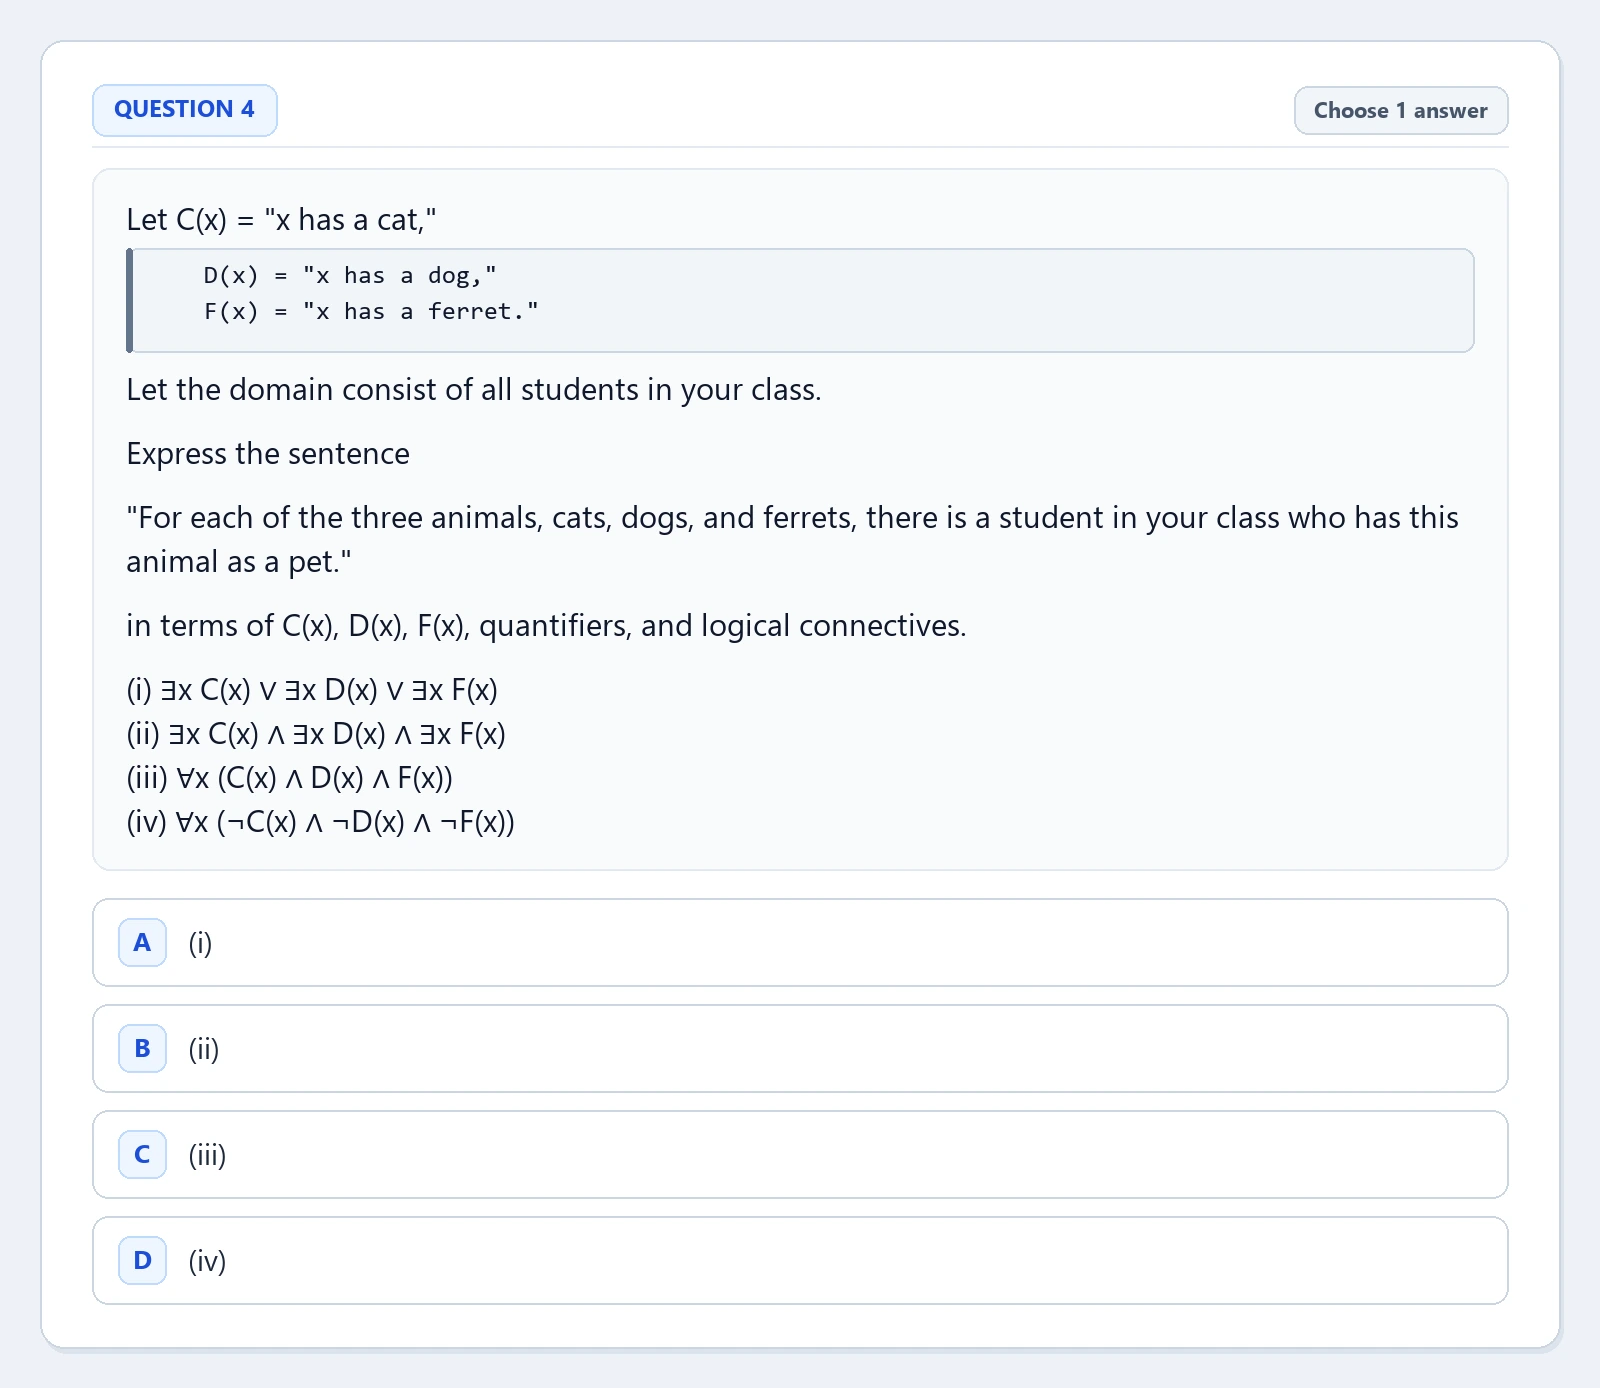 QUESTION 4
Choose 1 answer
Let C(x) = "x has a cat,"
D(x) = "x has a dog,"
F(x) = "x has a ferret."
Let the domain consist of all students in your class.
Express the sentence
"For each of the three animals, cats, dogs, and ferrets, there is a student in your class who has this
animal as a pet."
in terms of C(x), D(x), F(x), quantifiers, and logical connectives.
(i) ∃x C(x) ∨ ∃x D(x) ∨ ∃x F(x)
(ii) ∃x C(x) ∧ ∃x D(x) ∧ ∃x F(x)
(iii) ∀x (C(x) ∧ D(x) ∧ F(x))
(iv) ∀x (¬C(x) ∧ ¬D(x) ∧ ¬F(x))
A (i)
B (ii)
C (iii)
D (iv)